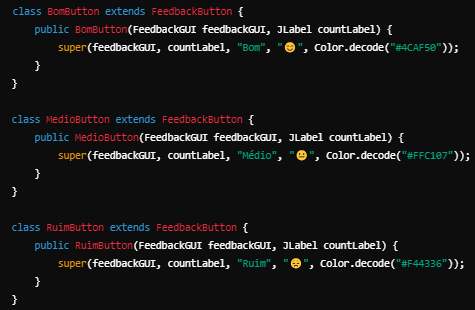 class BomButton extends FeedbackButton {
    public BomButton(FeedbackGUI feedbackGUI, JLabel countLabel) {
        super(feedbackGUI, countLabel, "Bom", "😊", Color.decode("#4CAF50"));
    }
}

class MedioButton extends FeedbackButton {
    public MedioButton(FeedbackGUI feedbackGUI, JLabel countLabel) {
        super(feedbackGUI, countLabel, "Médio", "😐", Color.decode("#FFC107"));
    }
}

class RuimButton extends FeedbackButton {
    public RuimButton(FeedbackGUI feedbackGUI, JLabel countLabel) {
        super(feedbackGUI, countLabel, "Ruim", "😞", Color.decode("#F44336"));
    }
}